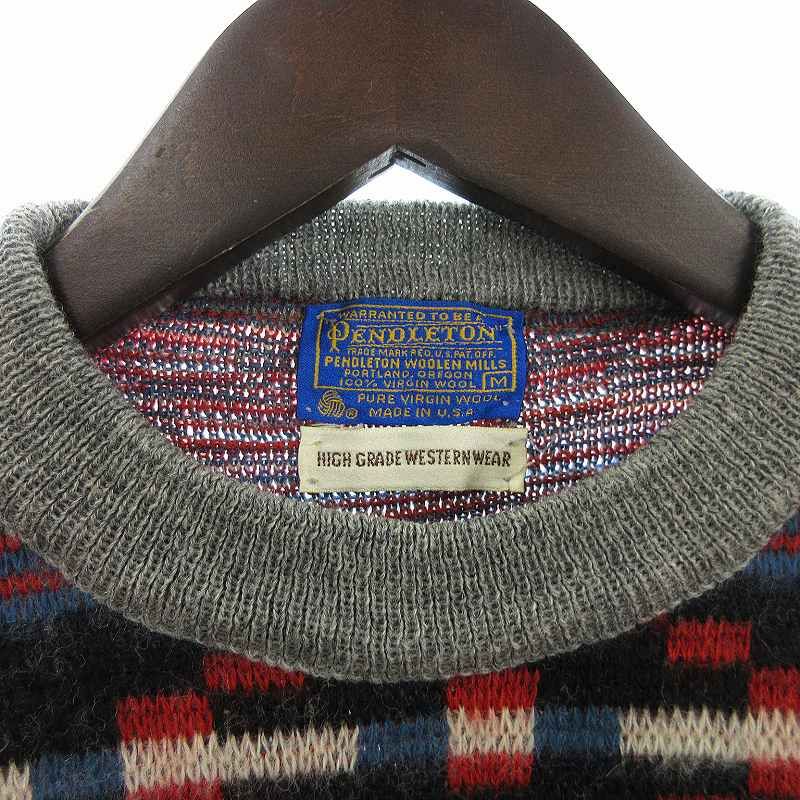 WARRANTED TO BE A
PENDLETON
TRADE MARK REG. U.S. PAT. OFF.
PENDLETON WOOLEN MILLS
PORTLAND, OREGON
100% VIRGIN WOOL M
PURE VIRGIN WOOL
® MADE IN U.S.A
HIGH GRADE WESTERN WEAR